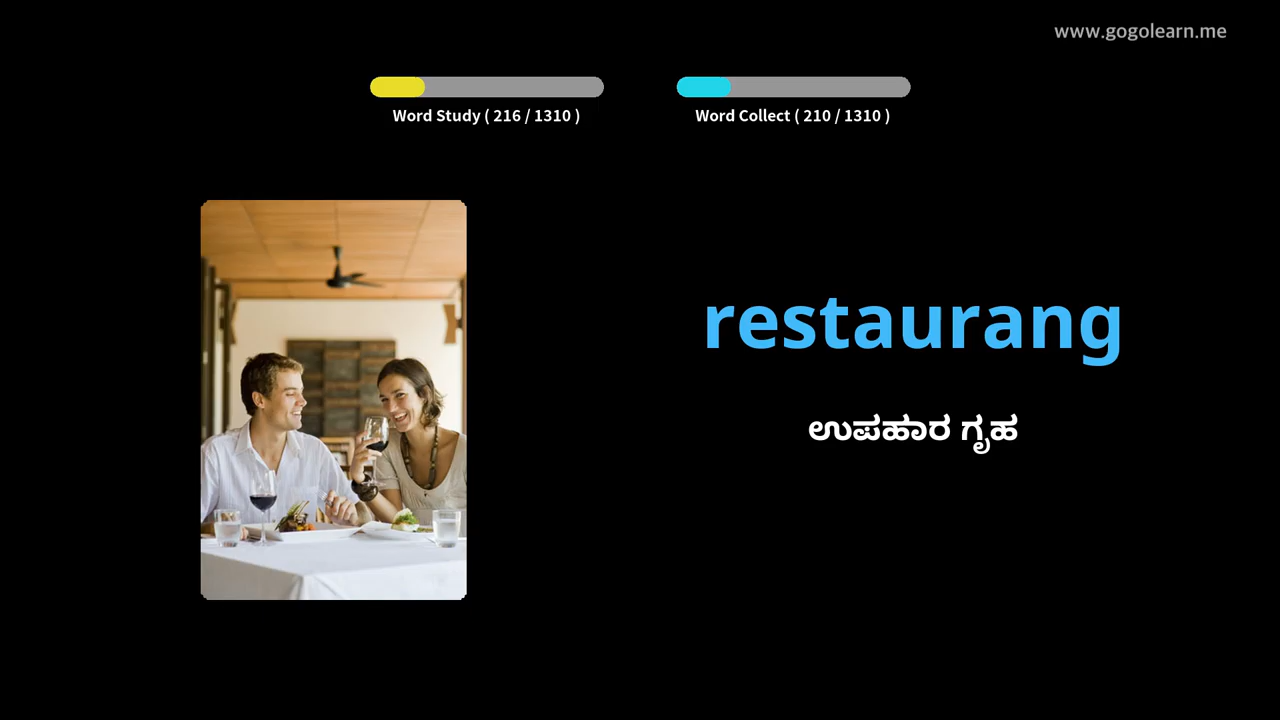 www.gogolearn.me
Word Study ( 216 / 1310 )
Word Collect ( 210 / 1310 )
restaurang
ಉಪಹಾರ ಗೃಹ